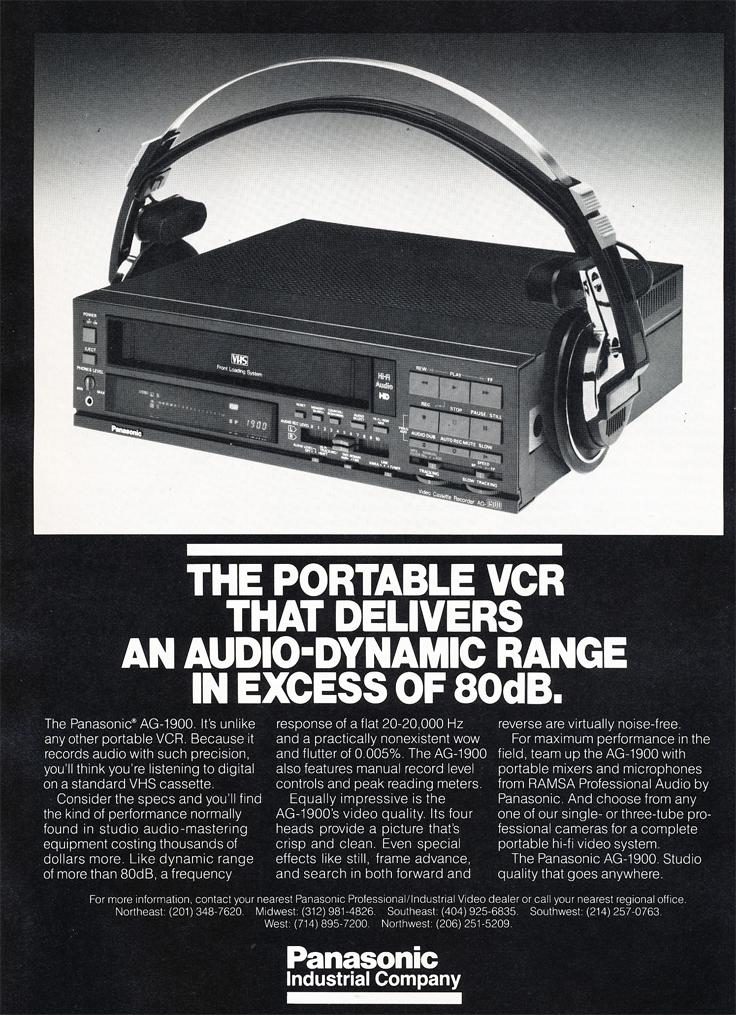 POWER
EJECT
PHONES LEVEL
MIN MAX
VHS
Front Loading System
Hi-Fi
Audio
HD
REW PLAY FF
REC STOP PAUSE/STILL
AUDIO DUB AUTO REC MUTE SLOW
TRACKING
SPEED
SLOW TRACKING
RESET
AUDIO REC LEVEL
L
R
SP 1900
Panasonic
Video Cassette Recorder AG-1900
THE PORTABLE VCR
THAT DELIVERS
AN AUDIO-DYNAMIC RANGE
IN EXCESS OF 80dB.
The Panasonic® AG-1900. It's unlike
any other portable VCR. Because it
records audio with such precision,
you'll think you're listening to digital
on a standard VHS cassette.
Consider the specs and you'll find
the kind of performance normally
found in studio audio-mastering
equipment costing thousands of
dollars more. Like dynamic range
of more than 80dB, a frequency
response of a flat 20-20,000 Hz
and a practically nonexistent wow
and flutter of 0.005%. The AG-1900
also features manual record level
controls and peak reading meters.
Equally impressive is the
AG-1900's video quality. Its four
heads provide a picture that's
crisp and clean. Even special
effects like still, frame advance,
and search in both forward and
reverse are virtually noise-free.
For maximum performance in the
field, team up the AG-1900 with
portable mixers and microphones
from RAMSA Professional Audio by
Panasonic. And choose from any
one of our single- or three-tube pro-
fessional cameras for a complete
portable hi-fi video system.
The Panasonic AG-1900. Studio
quality that goes anywhere.
For more information, contact your nearest Panasonic Professional/Industrial Video dealer or call your nearest regional office.
Northeast: (201) 348-7620. Midwest: (312) 981-4826. Southeast: (404) 925-6835. Southwest: (214) 257-0763.
West: (714) 895-7200. Northwest: (206) 251-5209.
Panasonic
Industrial Company